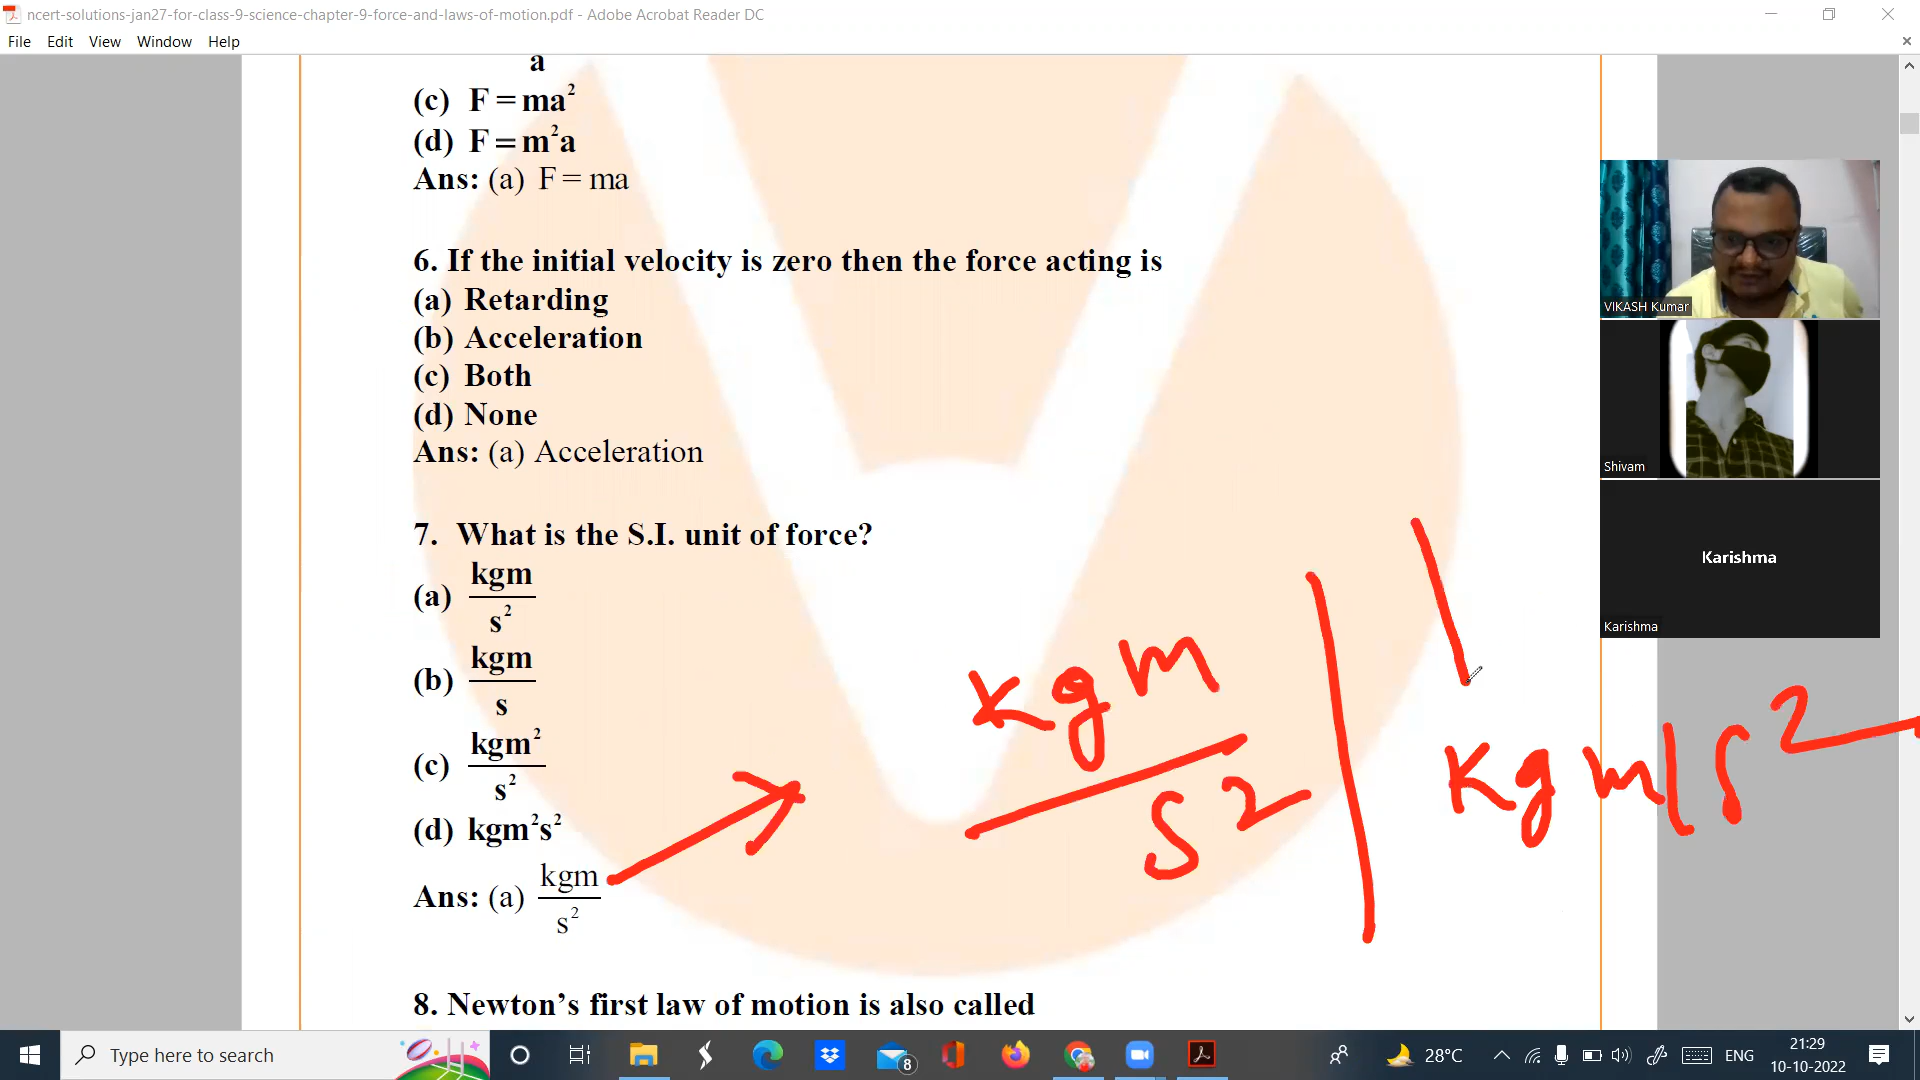 ncert-solutions-jan27-for-class-9-science-chapter-9-force-and-laws-of-motion.pdf - Adobe Acrobat Reader DC
File Edit View Window Help
a
(c) F = ma²
(d) F = m²a
Ans: (a) F = ma
6. If the initial velocity is zero then the force acting is
(a) Retarding
(b) Acceleration
(c) Both
(d) None
Ans: (a) Acceleration
7. What is the S.I. unit of force?
(a) kgm
s²
(b) kgm
s
(c) kgm²
s²
(d) kgm²s²
Ans: (a) kgm
s²
8. Newton’s first law of motion is also called
kgm
s²
kgm/s²
VIKASH Kumar
Shivam
Karishma
Karishma
Type here to search
8
28°C
ENG
21:29
10-10-2022